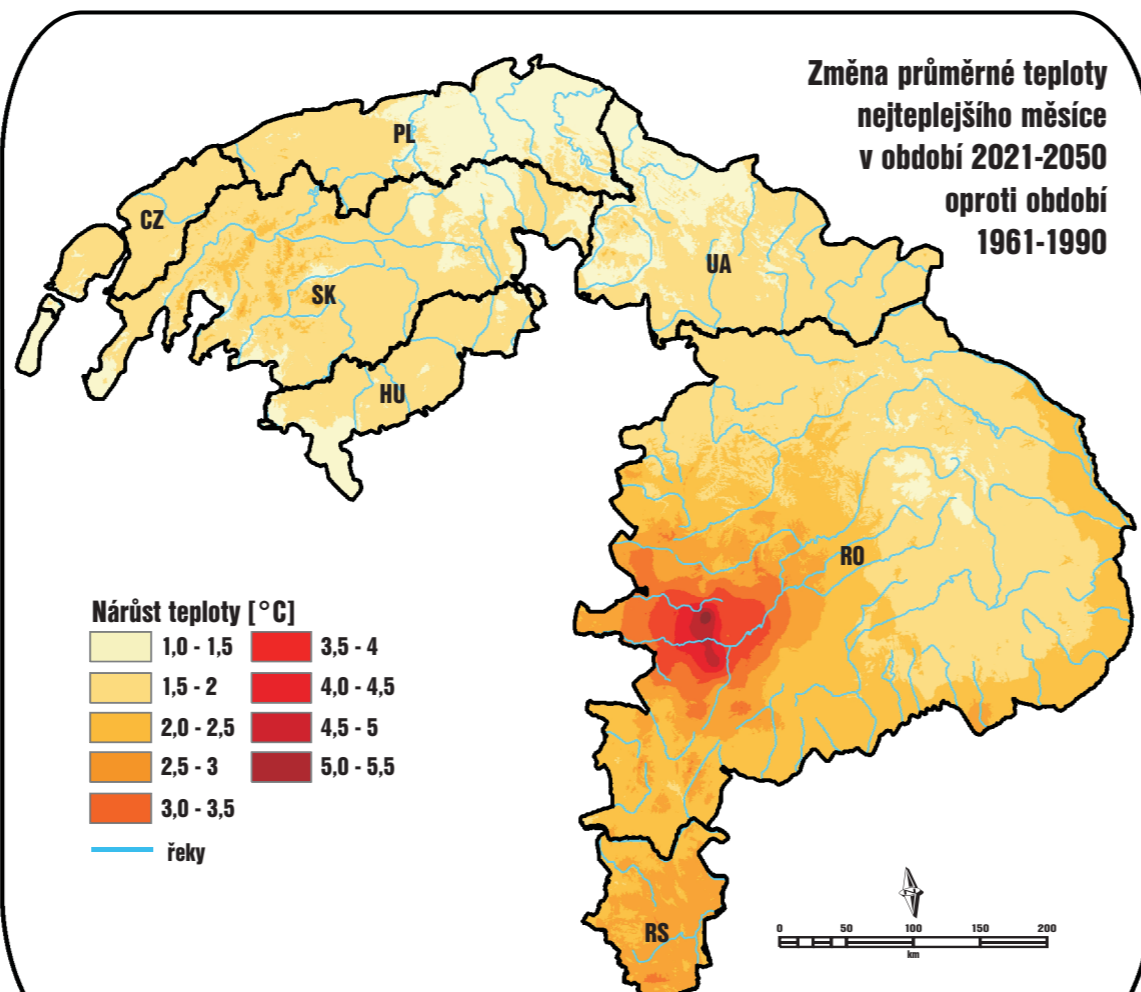 Změna průměrné teploty
nejteplejšího měsíce
v období 2021-2050
oproti období
1961-1990
PL
CZ
UA
SK
HU
RO
Nárůst teploty [°C]
1,0 - 1,5
3,5 - 4
1,5 - 2
4,0 - 4,5
2,0 - 2,5
4,5 - 5
2,5 - 3
5,0 - 5,5
3,0 - 3,5
řeky
RS
0 50 100 150 200
km